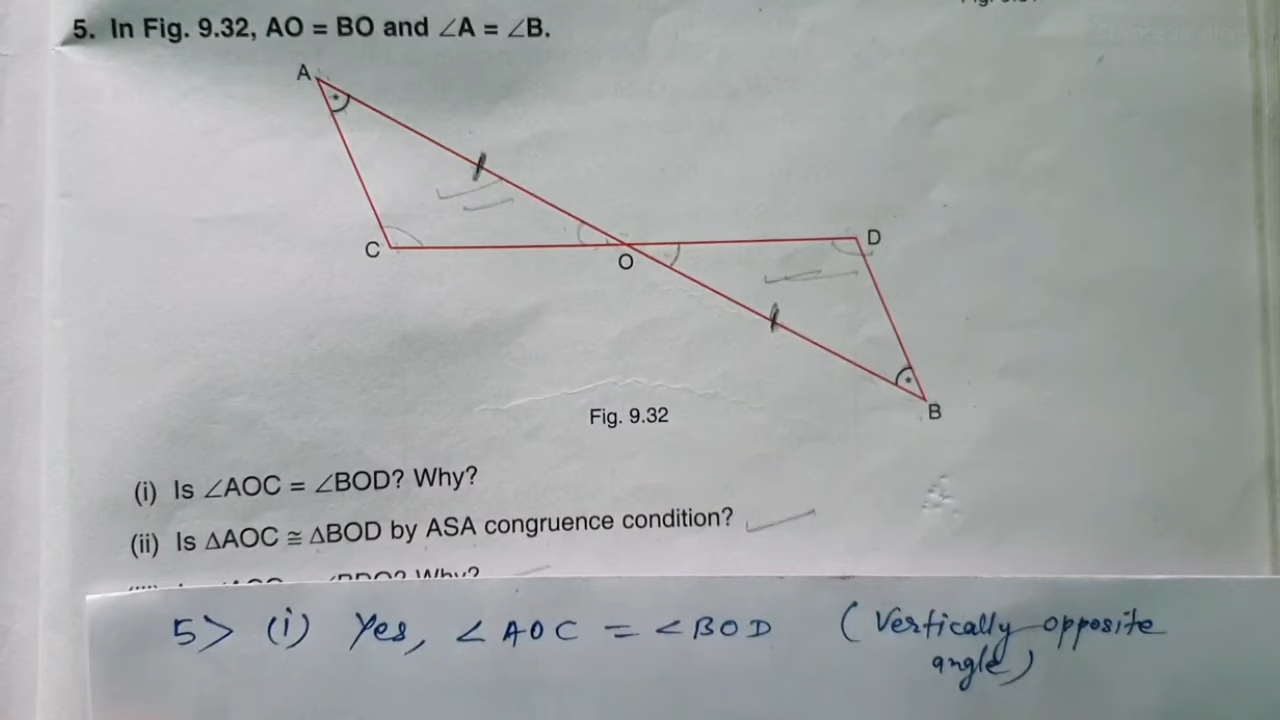 5. In Fig. 9.32, AO = BO and ∠A = ∠B.
A
C
O
D
B
Fig. 9.32
(i) Is ∠AOC = ∠BOD? Why?
(ii) Is ΔAOC ≅ ΔBOD by ASA congruence condition?
Why?
5> (i) Yes, ∠AOC = ∠BOD (Vertically opposite
angle)